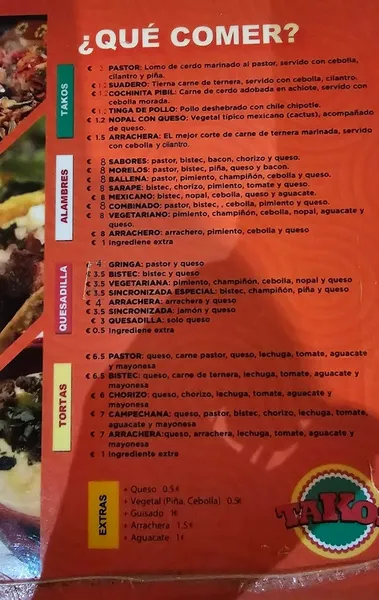 ¿QUÉ COMER?
TAKOS
€ PASTOR: Lomo de cerdo marinado al pastor, servido con cebolla,
cilantro y piña.
€ SUADERO: Tierna carne de ternera, servido con cebolla, cilantro.
€ COCHINITA PIBIL: Carne de cerdo adobada en achiote, servida con
cebolla morada.
€ TINGA DE POLLO: Pollo deshebrado con chile chipotle.
€ 1.2 NOPAL CON QUESO: Vegetal típico mexicano (cactus), acompañado
de queso.
€ 1.5 ARRACHERA: EL mejor corte de carne de ternera marinada, servido
con cebolla y cilantro.
ALAMBRES
€ 8 SABORES: pastor, bistec, bacon, chorizo y queso.
€ 8 MORELOS: pastor, bistec, piña, queso y bacon.
€ 8 BALLENA: pastor, pimiento, champiñón, cebolla y queso.
€ 8 SARAPE: bistec, chorizo, pimiento, tomate y queso.
€ 8 MEXICANO: bistec, nopal, cebolla, queso y aguacate.
€ 8 COMBINADO: pastor, bistec, , cebolla, pimiento y queso.
€ 8 VEGETARIANO: pimiento, champiñón, cebolla, nopal, aguacate y
queso.
€ 8 ARRACHERO: arrachero, pimiento, cebolla y queso
€ 1 Ingrediente extra
QUESADILLA
4 GRINGA: pastor y queso
€ 3.5 BISTEC: bistec y queso
€ 3.5 VEGETARIANA: pimiento, champiñón, cebolla, nopal y queso
€ 3.5 SINCRONIZADA ESPECIAL: bistec, champiñón, piña y queso
€ 4 ARRACHERA: arrachera y queso
€ 3.5 SINCRONIZADA: jamón y queso
€ 3 QUESADILLA: solo queso
€ 0.5 Ingrediente extra
TORTAS
€ 6.5 PASTOR: queso, carne pastor, queso, lechuga, tomate, aguacate
y mayonesa
€ 6.5 BISTEC: queso, carne de ternera, lechuga, tomate, aguacate y
mayonesa
€ 6 CHORIZO: chorizo, lechuga, tomate, aguacate y
mayonesa
€ 7 CAMPECHANA: queso, pastor, bistec, chorizo, lechuga, tomate,
aguacate y mayonesa
€ 7 ARRACHERA:queso, arrachera, lechuga, tomate, aguacate y
mayonesa
€ 1 Ingrediente extra
EXTRAS
+ Queso 0.5€
+ Vegetal (Piña, Cebolla) 0.5€
+ Guisado 1€
+ Arrachera 1.5€
+ Aguacate 1€